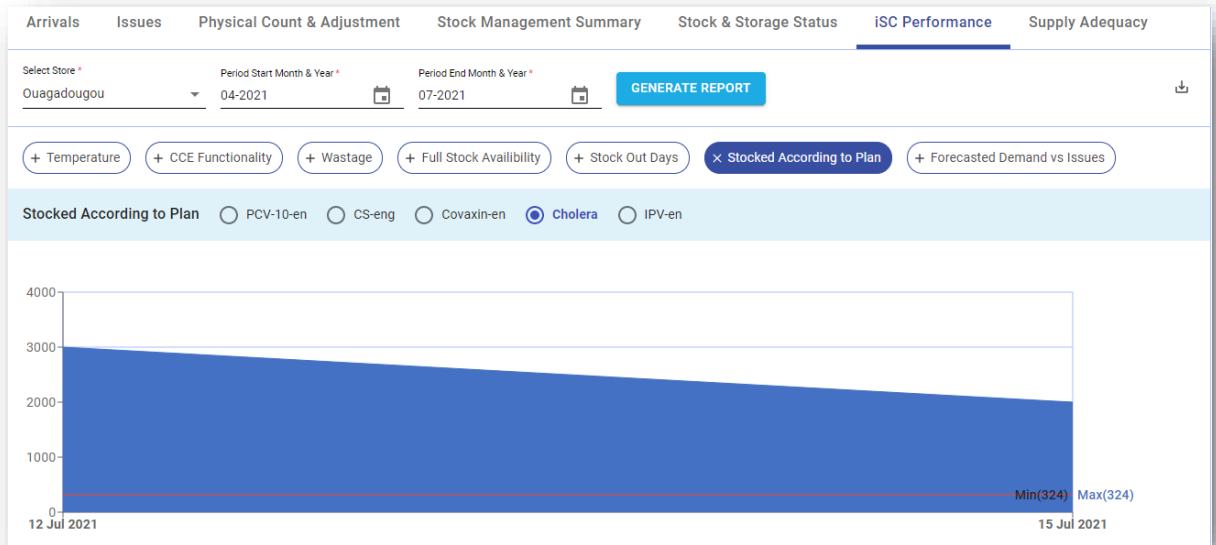 Arrivals Issues Physical Count & Adjustment Stock Management Summary Stock & Storage Status iSC Performance Supply Adequacy
Select Store * Period Start Month & Year * Period End Month & Year *
Ouagadougou 04-2021 07-2021 GENERATE REPORT
+ Temperature + CCE Functionality + Wastage + Full Stock Availibility + Stock Out Days × Stocked According to Plan + Forecasted Demand vs Issues
Stocked According to Plan PCV-10-en CS-eng Covaxin-en Cholera IPV-en
4000
3000
2000
1000
Min(324) Max(324)
0
12 Jul 2021 15 Jul 2021